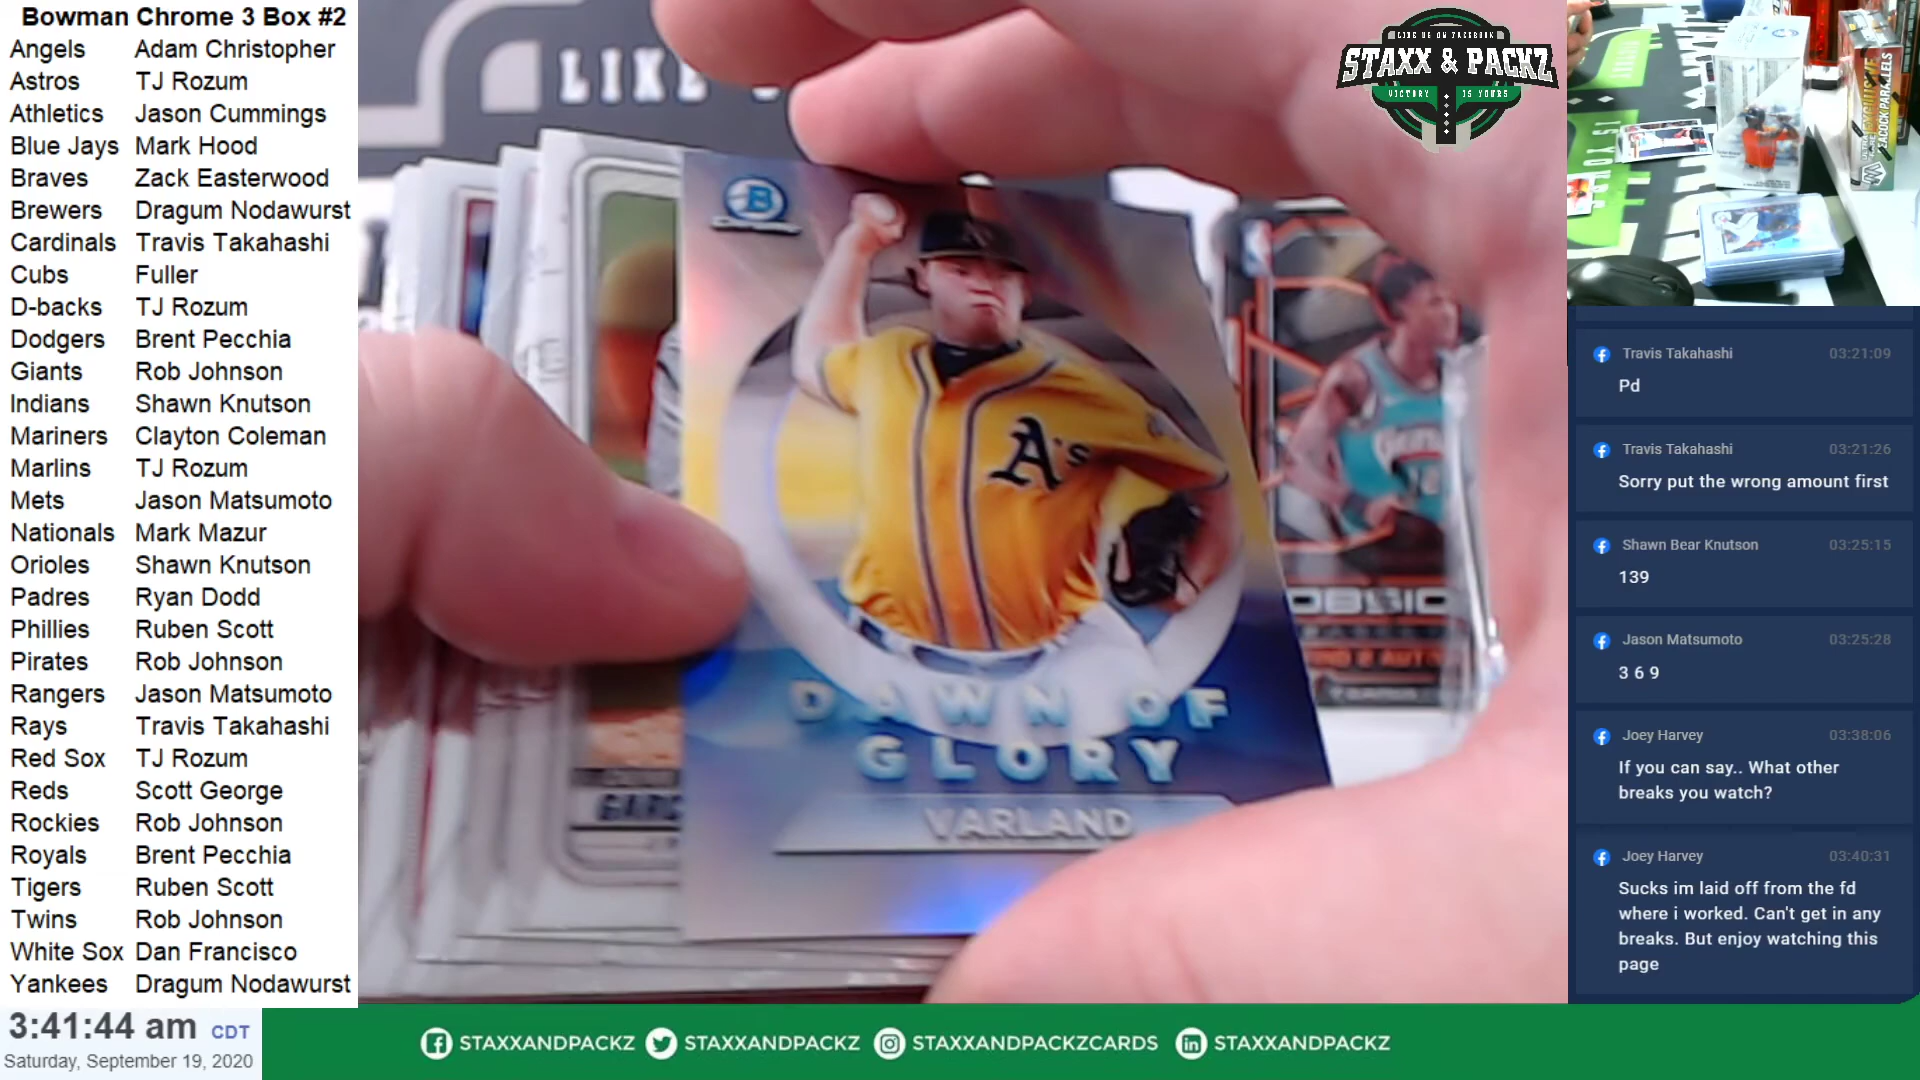 Bowman Chrome 3 Box #2
Angels Adam Christopher
Astros TJ Rozum
Athletics Jason Cummings
Blue Jays Mark Hood
Braves Zack Easterwood
Brewers Dragum Nodawurst
Cardinals Travis Takahashi
Cubs Fuller
D-backs TJ Rozum
Dodgers Brent Pecchia
Giants Rob Johnson
Indians Shawn Knutson
Mariners Clayton Coleman
Marlins TJ Rozum
Mets Jason Matsumoto
Nationals Mark Mazur
Orioles Shawn Knutson
Padres Ryan Dodd
Phillies Ruben Scott
Pirates Rob Johnson
Rangers Jason Matsumoto
Rays Travis Takahashi
Red Sox TJ Rozum
Reds Scott George
Rockies Rob Johnson
Royals Brent Pecchia
Tigers Ruben Scott
Twins Rob Johnson
White Sox Dan Francisco
Yankees Dragum Nodawurst
3:41:44 am CDT
Saturday, September 19, 2020
LIKE
B
A's
DAWN OF
GLORY
VARLAND
LIKE US ON FACEBOOK
STAXX & PACKZ
VICTORY IS YOURS
Travis Takahashi 03:21:09
Pd
Travis Takahashi 03:21:26
Sorry put the wrong amount first
Shawn Bear Knutson 03:25:15
139
Jason Matsumoto 03:25:28
3 6 9
Joey Harvey 03:38:06
If you can say.. What other
breaks you watch?
Joey Harvey 03:40:31
Sucks im laid off from the fd
where i worked. Can't get in any
breaks. But enjoy watching this
page
STAXXANDPACKZ STAXXANDPACKZ STAXXANDPACKZCARDS STAXXANDPACKZ